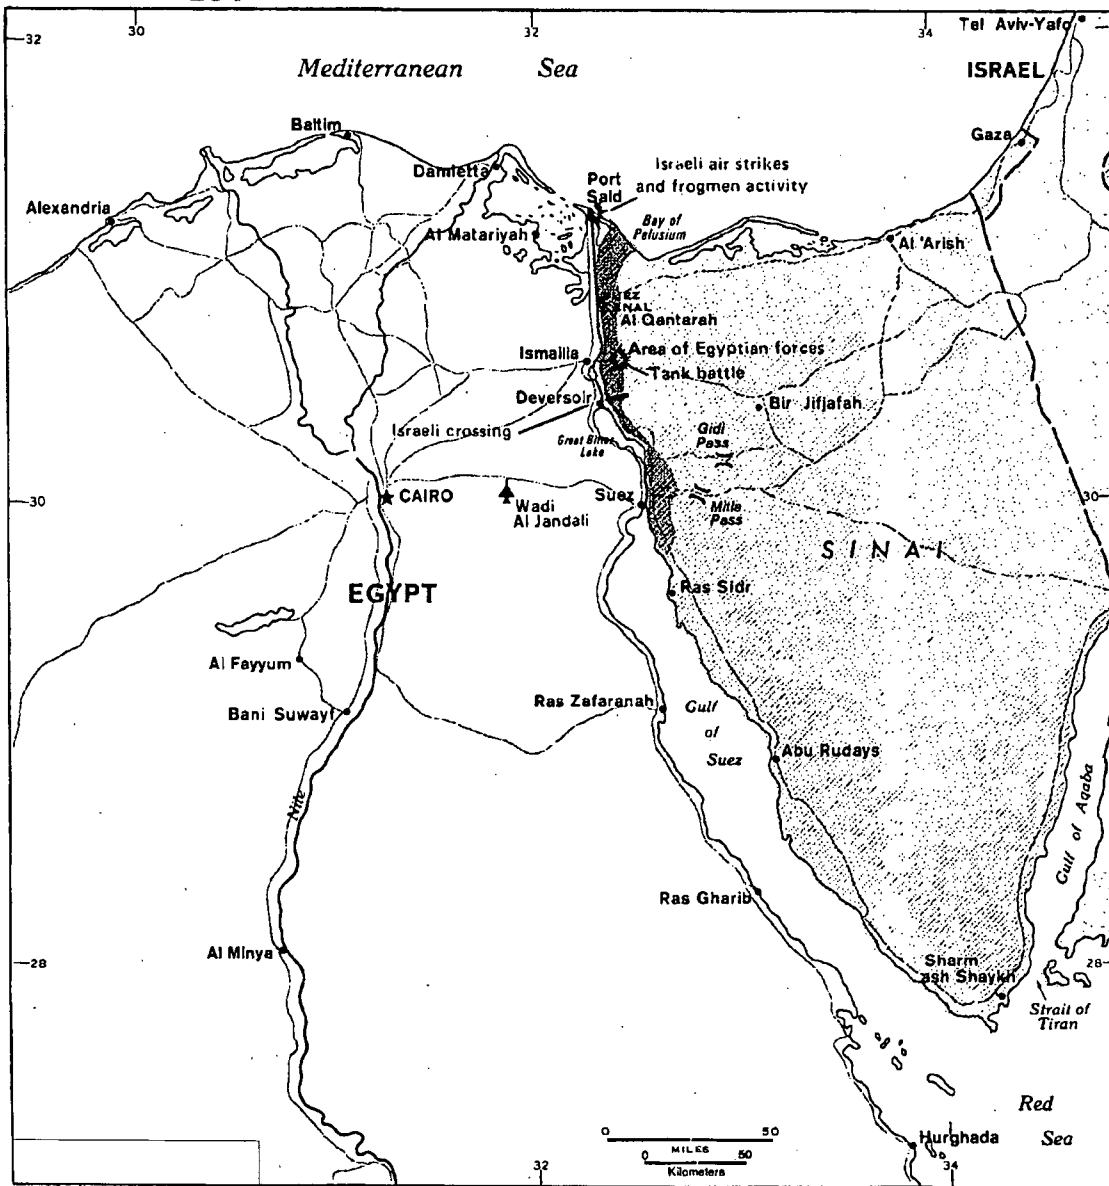 30
32
34
Tel Aviv-Yafo
32
Mediterranean Sea
ISRAEL
Baltim
Gaza
Damietta
Israeli air strikes
and frogmen activity
Port
Said
Alexandria
Al Matariyah
Bay of
Pelusium
Al 'Arish
Al Qantarah
Ismailia
Area of Egyptian forces
Tank battle
Deversoir
Bir Jifjafah
Israeli crossing
Great Bitter
Lake
Gidi
Pass
30
CAIRO
Wadi
Al Jandali
Suez
Mitla
Pass
30
SINAI
EGYPT
Ras Sidr
Al Fayyum
Bani Suwayf
Ras Zafaranah
Gulf
of
Suez
Abu Rudays
Nile
Gulf of Aqaba
Ras Gharib
Al Minya
28
Sharm
ash Shaykh
28
Strait of
Tiran
Red
Sea
0 50
MILES
0 50
Kilometers
Hurghada
32
34